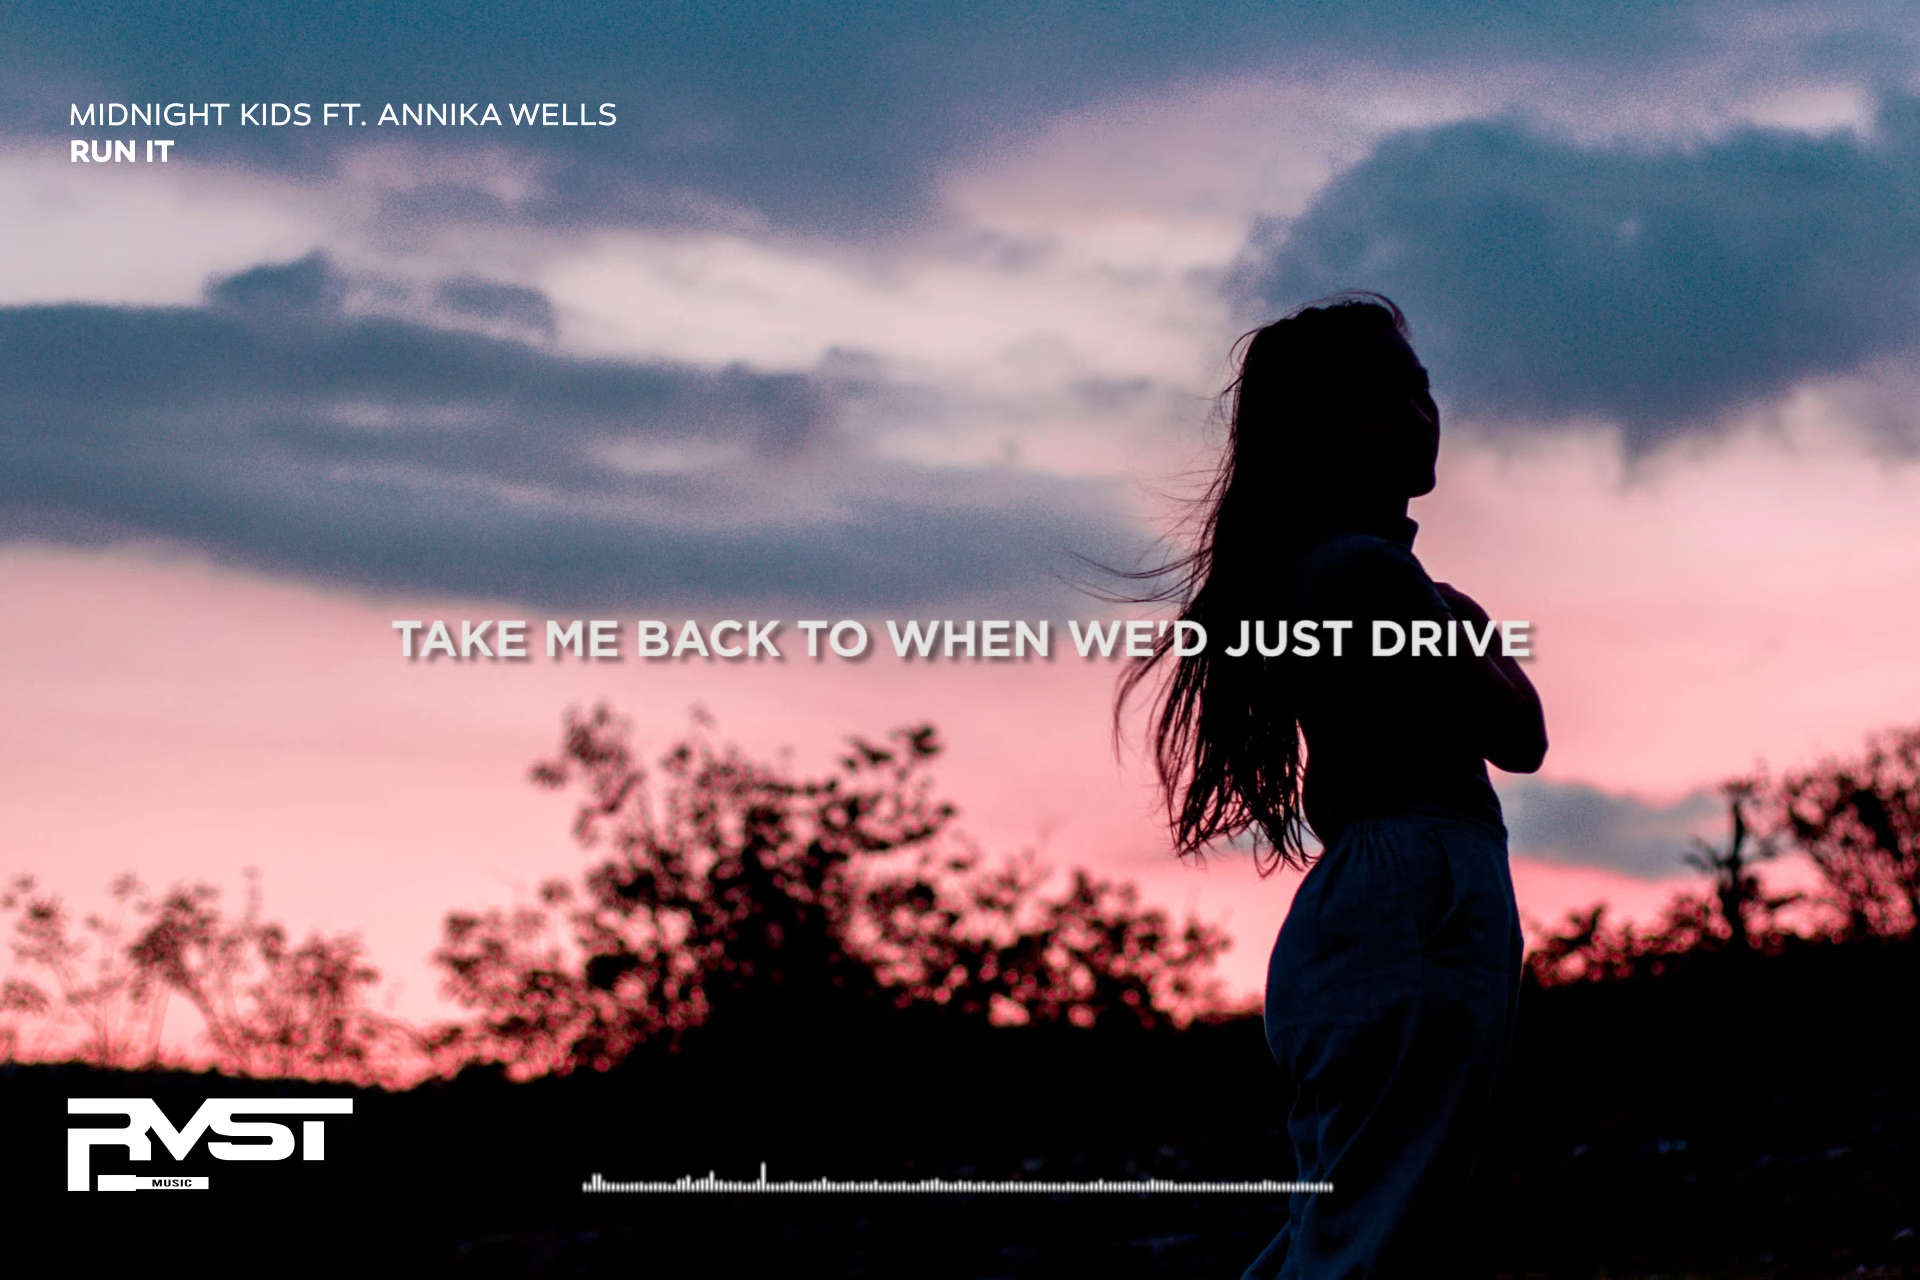 MIDNIGHT KIDS FT. ANNIKA WELLS
RUN IT
TAKE ME BACK TO WHEN WE'D JUST DRIVE
RVST
MUSIC